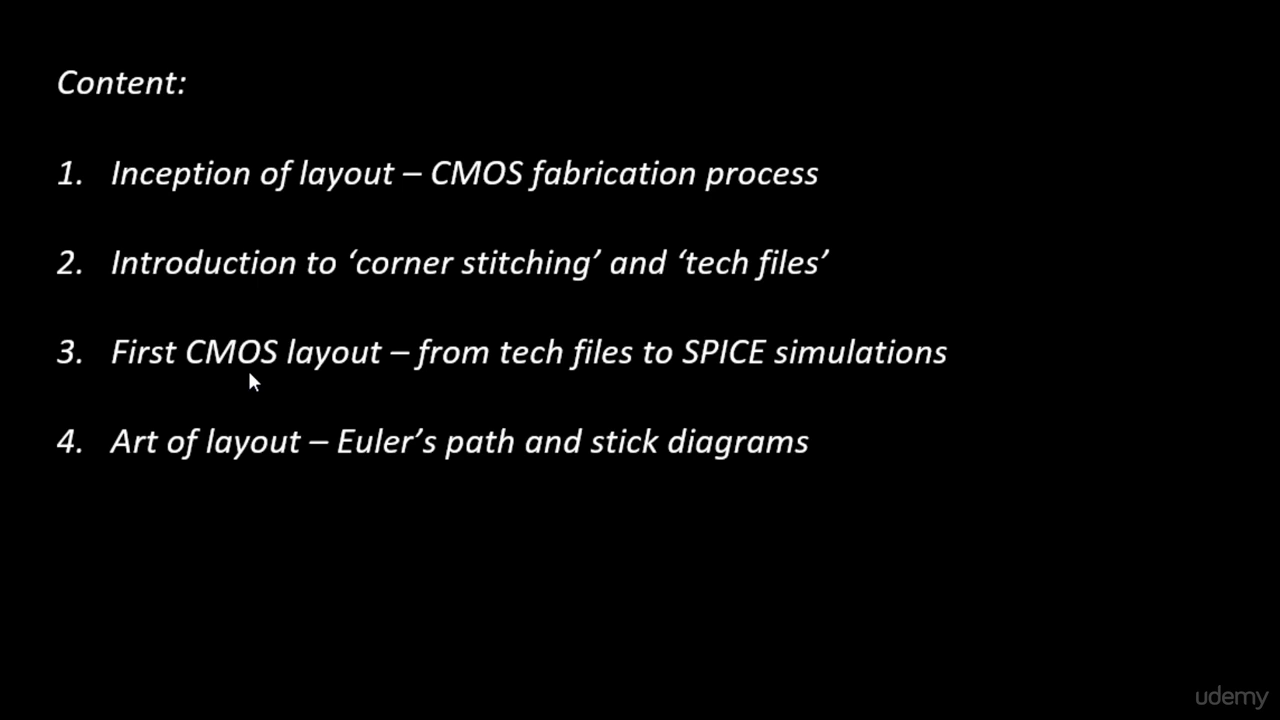 Content:
1. Inception of layout – CMOS fabrication process
2. Introduction to ‘corner stitching’ and ‘tech files’
3. First CMOS layout – from tech files to SPICE simulations
4. Art of layout – Euler’s path and stick diagrams
udemy